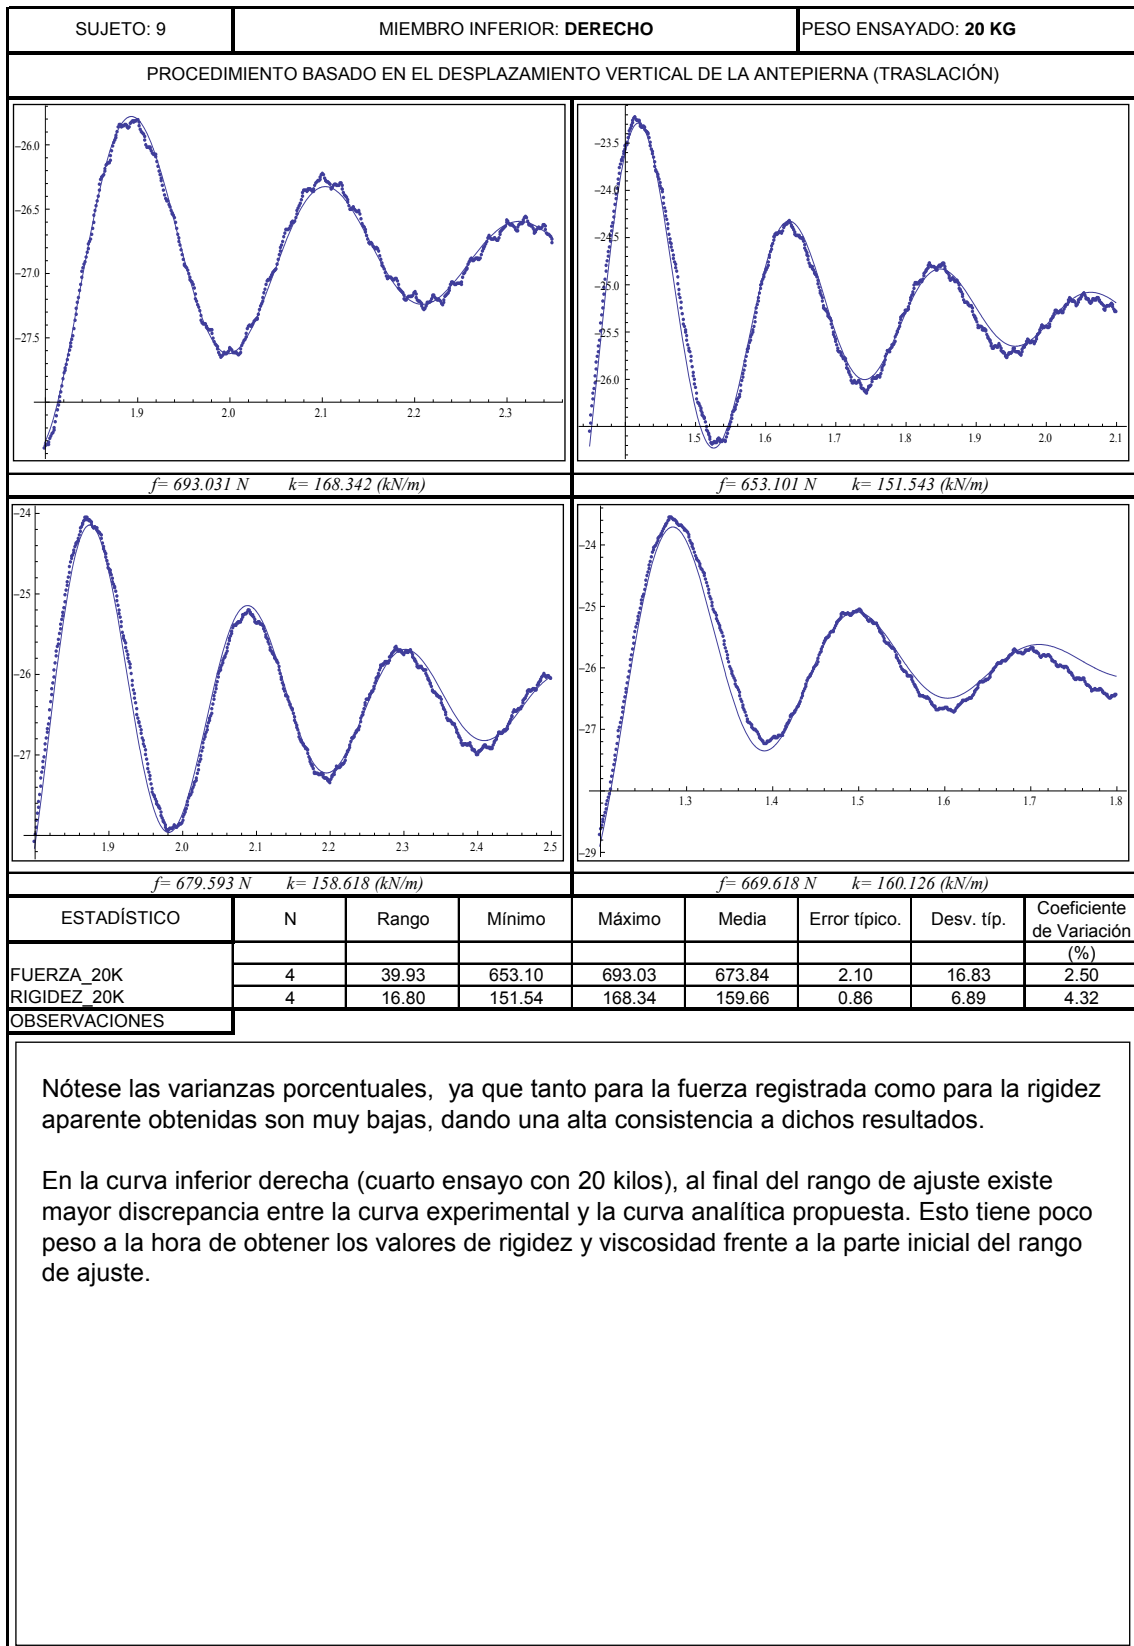 SUJETO: 9 MIEMBRO INFERIOR: DERECHO PESO ENSAYADO: 20 KG
PROCEDIMIENTO BASADO EN EL DESPLAZAMIENTO VERTICAL DE LA ANTEPIERNA (TRASLACIÓN)
−26.0
−26.5
−27.0
−27.5
1.9 2.0 2.1 2.2 2.3
−23.5
−24.0
−24.5
−25.0
−25.5
−26.0
1.5 1.6 1.7 1.8 1.9 2.0 2.1
f= 693.031 N k= 168.342 (kN/m)
f= 653.101 N k= 151.543 (kN/m)
−24
−25
−26
−27
1.9 2.0 2.1 2.2 2.3 2.4 2.5
−24
−25
−26
−27
−29
1.3 1.4 1.5 1.6 1.7 1.8
f= 679.593 N k= 158.618 (kN/m)
f= 669.618 N k= 160.126 (kN/m)
ESTADÍSTICO N Rango Mínimo Máximo Media Error típico. Desv. típ. Coeficiente
de Variación
(%)
FUERZA_20K 4 39.93 653.10 693.03 673.84 2.10 16.83 2.50
RIGIDEZ_20K 4 16.80 151.54 168.34 159.66 0.86 6.89 4.32
OBSERVACIONES
Nótese las varianzas porcentuales, ya que tanto para la fuerza registrada como para la rigidez
aparente obtenidas son muy bajas, dando una alta consistencia a dichos resultados.
En la curva inferior derecha (cuarto ensayo con 20 kilos), al final del rango de ajuste existe
mayor discrepancia entre la curva experimental y la curva analítica propuesta. Esto tiene poco
peso a la hora de obtener los valores de rigidez y viscosidad frente a la parte inicial del rango
de ajuste.